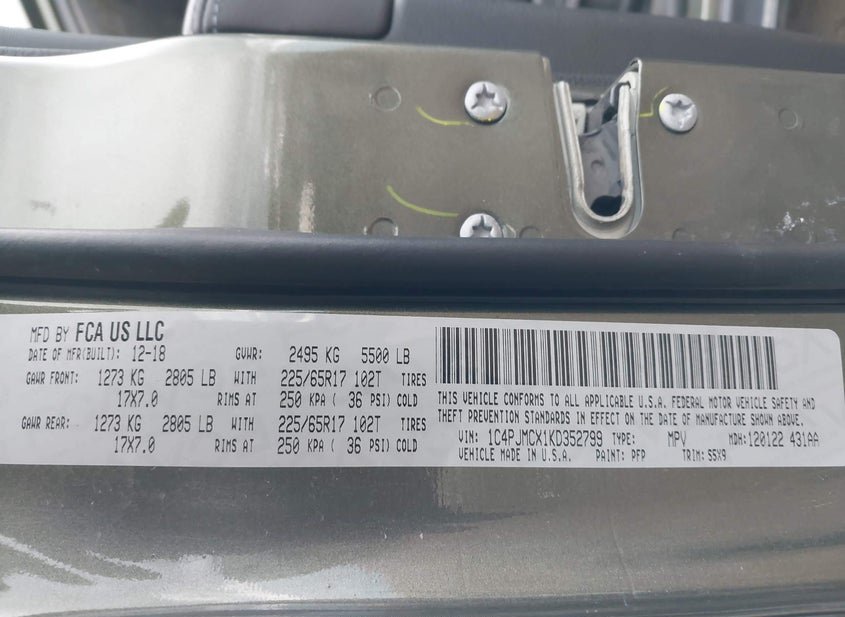 MFD BY FCA US LLC
DATE OF MFR(BUILT): 12-18 GVWR: 2495 KG 5500 LB
GAWR FRONT: 1273 KG 2805 LB WITH 225/65R17 102T TIRES
17X7.0 RIMS AT 250 KPA ( 36 PSI) COLD
GAWR REAR: 1273 KG 2805 LB WITH 225/65R17 102T TIRES
17X7.0 RIMS AT 250 KPA ( 36 PSI) COLD
THIS VEHICLE CONFORMS TO ALL APPLICABLE U.S.A. FEDERAL MOTOR VEHICLE SAFETY AND
THEFT PREVENTION STANDARDS IN EFFECT ON THE DATE OF MANUFACTURE SHOWN ABOVE.
VIN: 1C4PJMCX1KD352799 TYPE: MPV MDH: 120122 431AA
VEHICLE MADE IN U.S.A. PAINT: PFP TRIM: S5X9